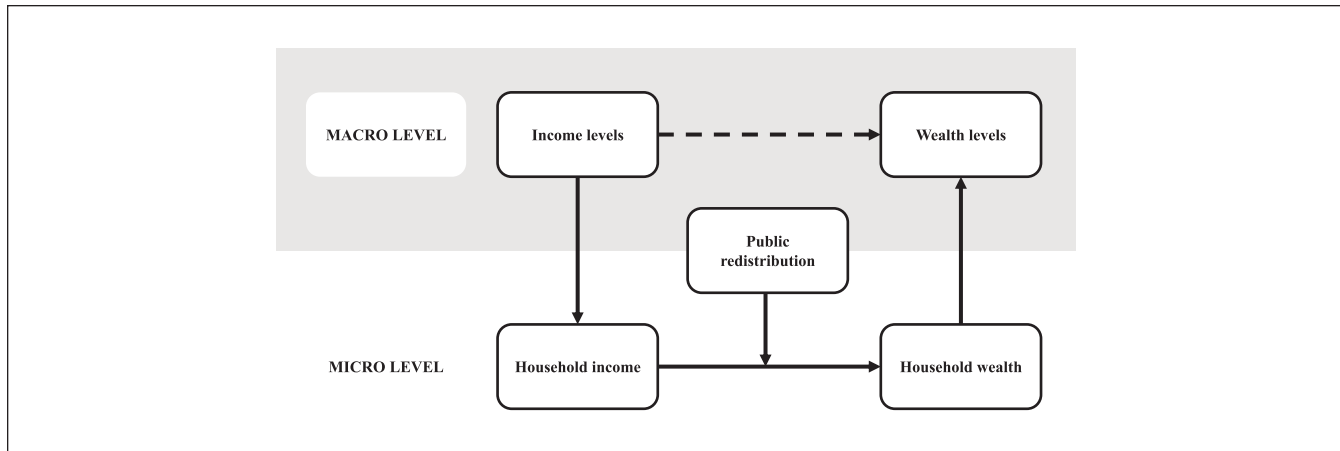 MACRO LEVEL
Income levels
Wealth levels
Public
redistribution
MICRO LEVEL
Household income
Household wealth